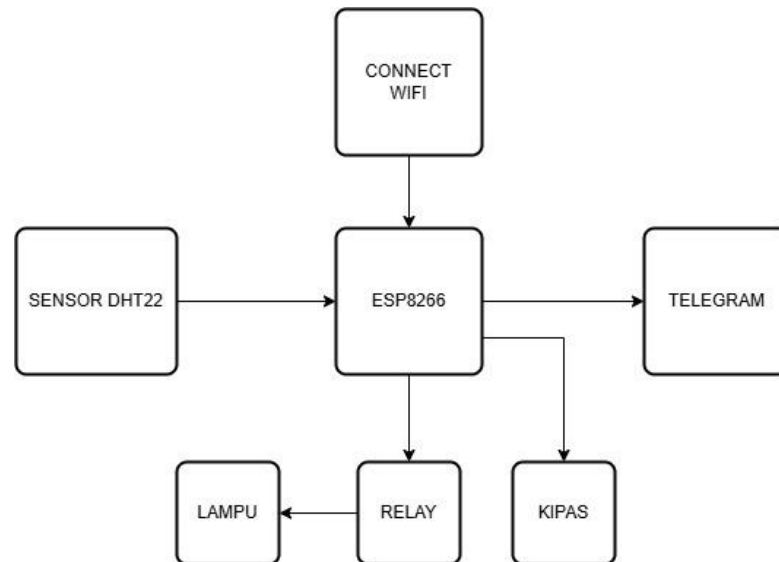 CONNECT
WIFI
SENSOR DHT22
ESP8266
TELEGRAM
LAMPU
RELAY
KIPAS